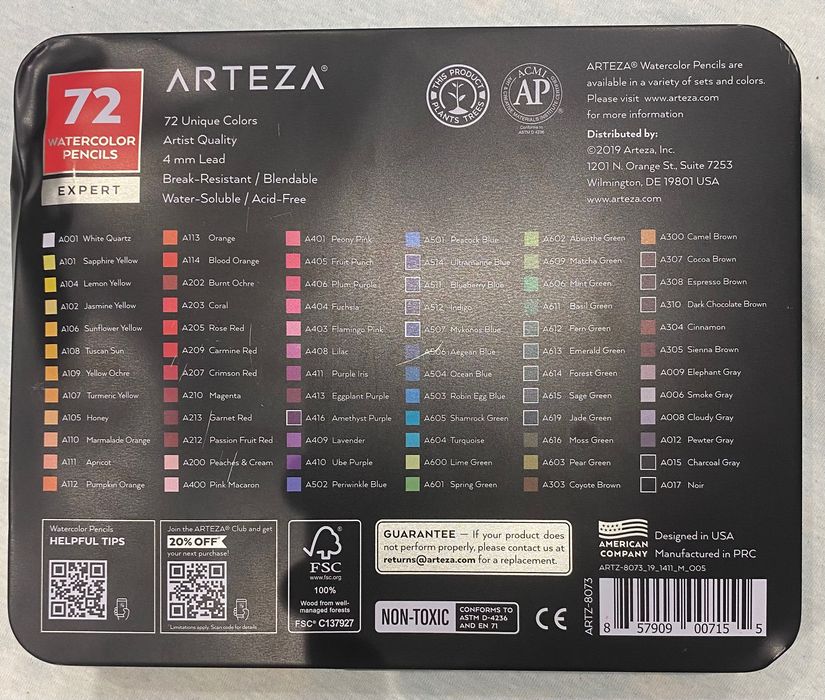 72
WATERCOLOR
PENCILS
EXPERT
ARTEZA®
72 Unique Colors
Artist Quality
4 mm Lead
Break-Resistant / Blendable
Water-Soluble / Acid-Free
THIS PRODUCT
PLANTS TREES
ACMI
AP
Conforms to
ASTM D-4236
ARTEZA® Watercolor Pencils are
available in a variety of sets and colors.
Please visit www.arteza.com
for more information
Distributed by:
©2019 Arteza, Inc.
1201 N. Orange St., Suite 7253
Wilmington, DE 19801 USA
www.arteza.com
A001 White Quartz
A101 Sapphire Yellow
A104 Lemon Yellow
A102 Jasmine Yellow
A106 Sunflower Yellow
A108 Tuscan Sun
A109 Yellow Ochre
A107 Turmeric Yellow
A105 Honey
A110 Marmalade Orange
A111 Apricot
A112 Pumpkin Orange
A113 Orange
A114 Blood Orange
A202 Burnt Ochre
A203 Coral
A205 Rose Red
A209 Carmine Red
A207 Crimson Red
A210 Magenta
A213 Garnet Red
A212 Passion Fruit Red
A200 Peaches & Cream
A400 Pink Macaron
A401 Peony Pink
A405 Fruit Punch
A406 Plum Purple
A404 Fuchsia
A403 Flamingo Pink
A408 Lilac
A411 Purple Iris
A413 Eggplant Purple
A416 Amethyst Purple
A409 Lavender
A410 Ube Purple
A502 Periwinkle Blue
A501 Peacock Blue
A514 Ultramarine Blue
A511 Blueberry Blue
A512 Indigo
A507 Mykonos Blue
A506 Aegean Blue
A504 Ocean Blue
A503 Robin Egg Blue
A605 Shamrock Green
A604 Turquoise
A600 Lime Green
A601 Spring Green
A602 Absinthe Green
A609 Matcha Green
A606 Mint Green
A611 Basil Green
A612 Fern Green
A613 Emerald Green
A614 Forest Green
A615 Sage Green
A619 Jade Green
A616 Moss Green
A603 Pear Green
A303 Coyote Brown
A300 Camel Brown
A307 Cocoa Brown
A308 Espresso Brown
A310 Dark Chocolate Brown
A304 Cinnamon
A305 Sienna Brown
A009 Elephant Gray
A006 Smoke Gray
A008 Cloudy Gray
A012 Pewter Gray
A015 Charcoal Gray
A017 Noir
Watercolor Pencils
HELPFUL TIPS
Join the ARTEZA® Club and get
20% OFF
your next purchase!
Limitations apply. Scan code for details
FSC
www.fsc.org
100%
Wood from well-
managed forests
FSC® C137927
GUARANTEE — If your product does
not perform properly, please contact us at
returns@arteza.com for a replacement.
NON-TOXIC
CONFORMS TO
ASTM D-4236
AND EN 71
CE
AMERICAN
COMPANY
Designed in USA
Manufactured in PRC
ARTZ-8073_19_1411_M_005
ARTZ-8073
8 57909 00715 5